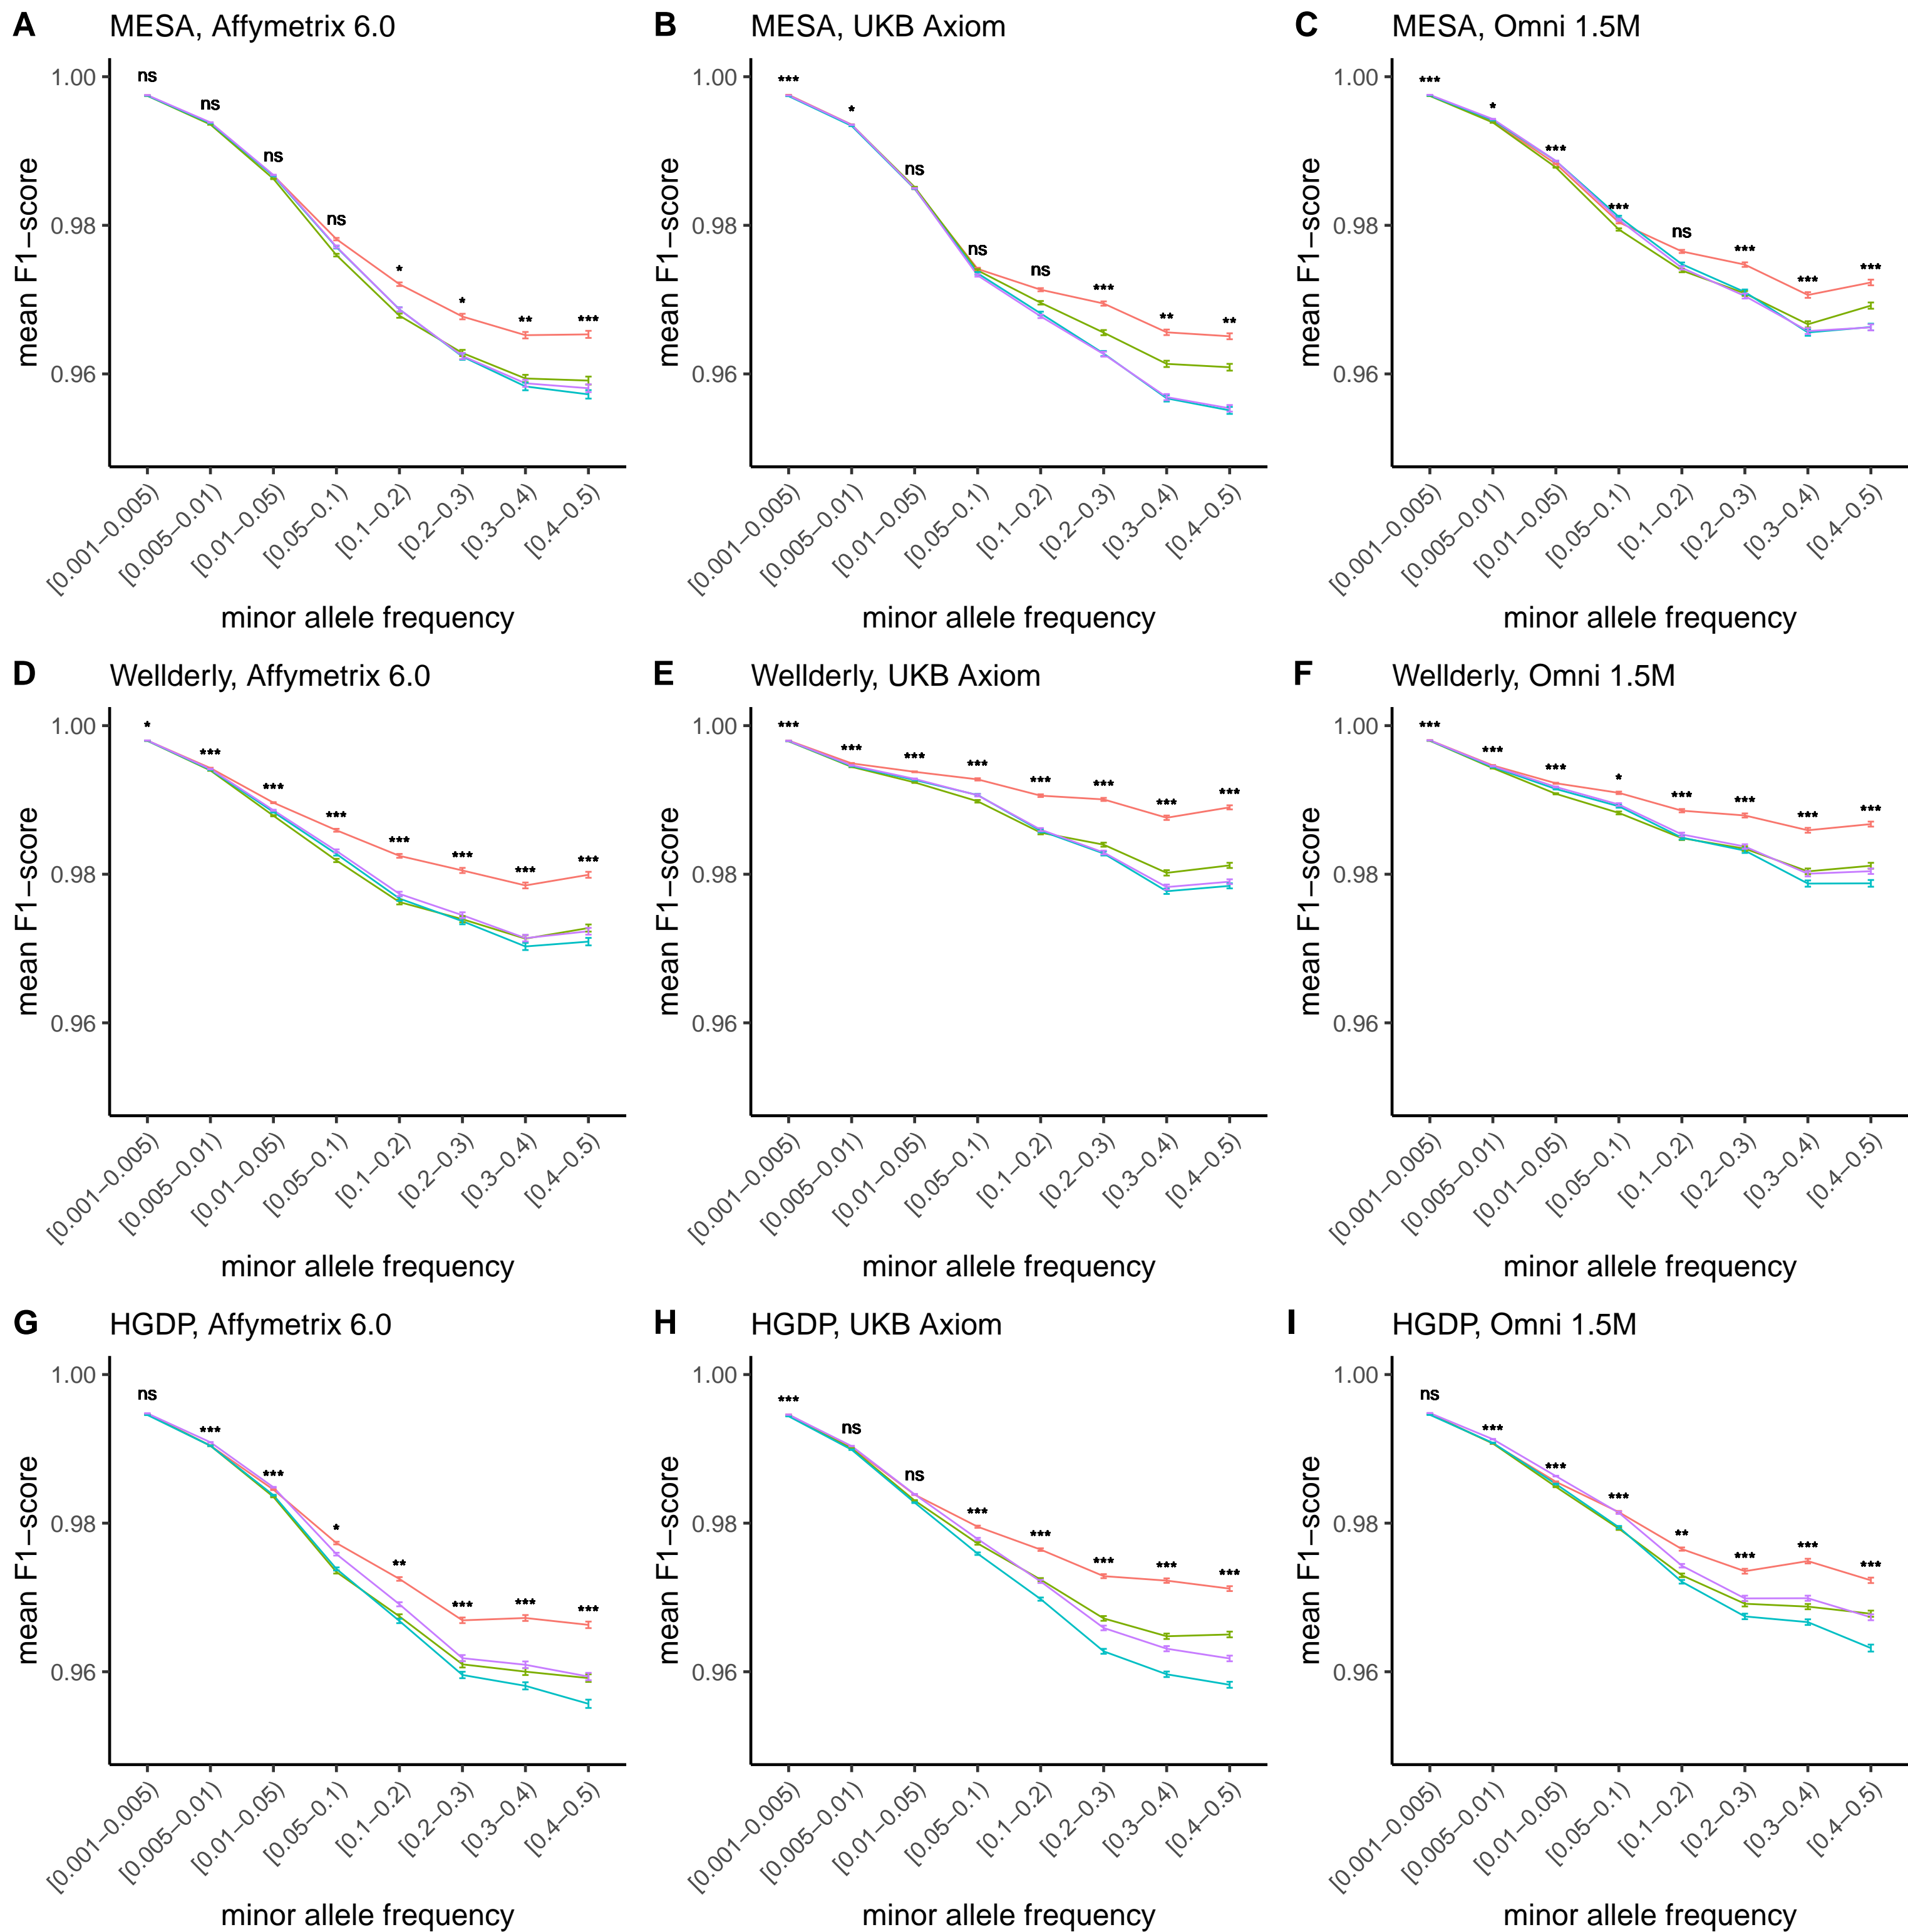 A MESA, Affymetrix 6.0
1.00
0.98
0.96
mean F1−score
ns ns ns ns * * ** ***
[0.001−0.005) [0.005−0.01) [0.01−0.05) [0.05−0.1) [0.1−0.2) [0.2−0.3) [0.3−0.4) [0.4−0.5)
minor allele frequency
B MESA, UKB Axiom
1.00
0.98
0.96
mean F1−score
*** * ns ns ns *** ** **
[0.001−0.005) [0.005−0.01) [0.01−0.05) [0.05−0.1) [0.1−0.2) [0.2−0.3) [0.3−0.4) [0.4−0.5)
minor allele frequency
C MESA, Omni 1.5M
1.00
0.98
0.96
mean F1−score
*** * *** *** ns *** *** ***
[0.001−0.005) [0.005−0.01) [0.01−0.05) [0.05−0.1) [0.1−0.2) [0.2−0.3) [0.3−0.4) [0.4−0.5)
minor allele frequency
D Wellderly, Affymetrix 6.0
1.00
0.98
0.96
mean F1−score
* *** *** *** *** *** *** ***
[0.001−0.005) [0.005−0.01) [0.01−0.05) [0.05−0.1) [0.1−0.2) [0.2−0.3) [0.3−0.4) [0.4−0.5)
minor allele frequency
E Wellderly, UKB Axiom
1.00
0.98
0.96
mean F1−score
*** *** *** *** *** *** *** ***
[0.001−0.005) [0.005−0.01) [0.01−0.05) [0.05−0.1) [0.1−0.2) [0.2−0.3) [0.3−0.4) [0.4−0.5)
minor allele frequency
F Wellderly, Omni 1.5M
1.00
0.98
0.96
mean F1−score
*** *** *** * *** *** *** ***
[0.001−0.005) [0.005−0.01) [0.01−0.05) [0.05−0.1) [0.1−0.2) [0.2−0.3) [0.3−0.4) [0.4−0.5)
minor allele frequency
G HGDP, Affymetrix 6.0
1.00
0.98
0.96
mean F1−score
ns *** *** * ** *** *** ***
[0.001−0.005) [0.005−0.01) [0.01−0.05) [0.05−0.1) [0.1−0.2) [0.2−0.3) [0.3−0.4) [0.4−0.5)
minor allele frequency
H HGDP, UKB Axiom
1.00
0.98
0.96
mean F1−score
*** ns ns *** *** *** *** ***
[0.001−0.005) [0.005−0.01) [0.01−0.05) [0.05−0.1) [0.1−0.2) [0.2−0.3) [0.3−0.4) [0.4−0.5)
minor allele frequency
I HGDP, Omni 1.5M
1.00
0.98
0.96
mean F1−score
ns *** *** *** ** *** *** ***
[0.001−0.005) [0.005−0.01) [0.01−0.05) [0.05−0.1) [0.1−0.2) [0.2−0.3) [0.3−0.4) [0.4−0.5)
minor allele frequency